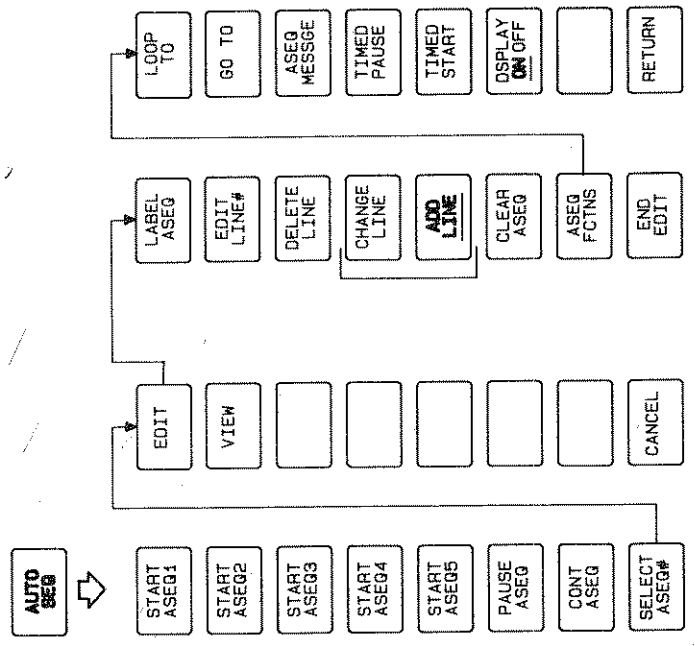 AUTO
SEQ
START
ASEQ1
START
ASEQ2
START
ASEQ3
START
ASEQ4
START
ASEQ5
PAUSE
ASEQ
CONT
ASEQ
SELECT
ASEQ#
EDIT
VIEW
CANCEL
LABEL
ASEQ
EDIT
LINE#
DELETE
LINE
CHANGE
LINE
ADD
LINE
CLEAR
ASEQ
ASEQ
FCTNS
END
EDIT
LOOP
TO
GO TO
ASEQ
MESSGE
TIMED
PAUSE
TIMED
START
DSPLAY
ON OFF
RETURN